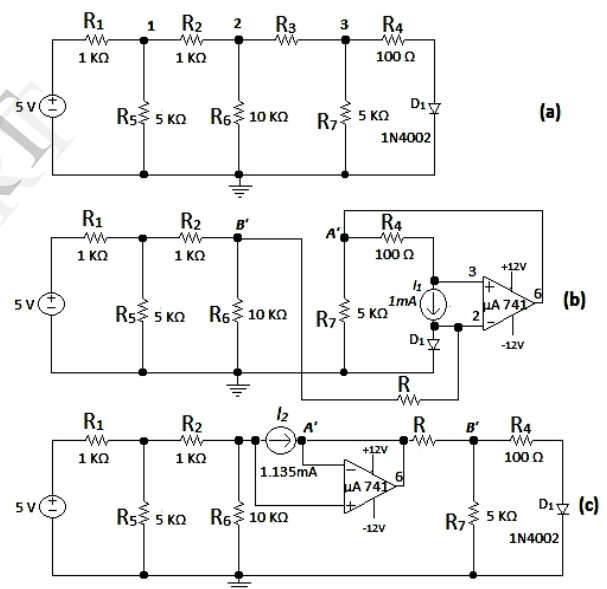 R1 1 R2 2 R3 3 R4
1 KΩ 1 KΩ 100 Ω
5 V R5 5 KΩ R6 10 KΩ R7 5 KΩ D1 (a)
1N4002
R1 R2 B' A' R4
1 KΩ 1 KΩ 100 Ω
3 +12V
I1
5 V 1mA µA 741 6 (b)
R5 5 KΩ R6 10 KΩ R7 5 KΩ 2
D1 -12V
R
R1 R2 I2 A' R B' R4
1 KΩ 1 KΩ 1.135mA +12V 100 Ω
µA 741 6
5 V R5 5 KΩ R6 10 KΩ -12V R7 5 KΩ D1 (c)
1N4002